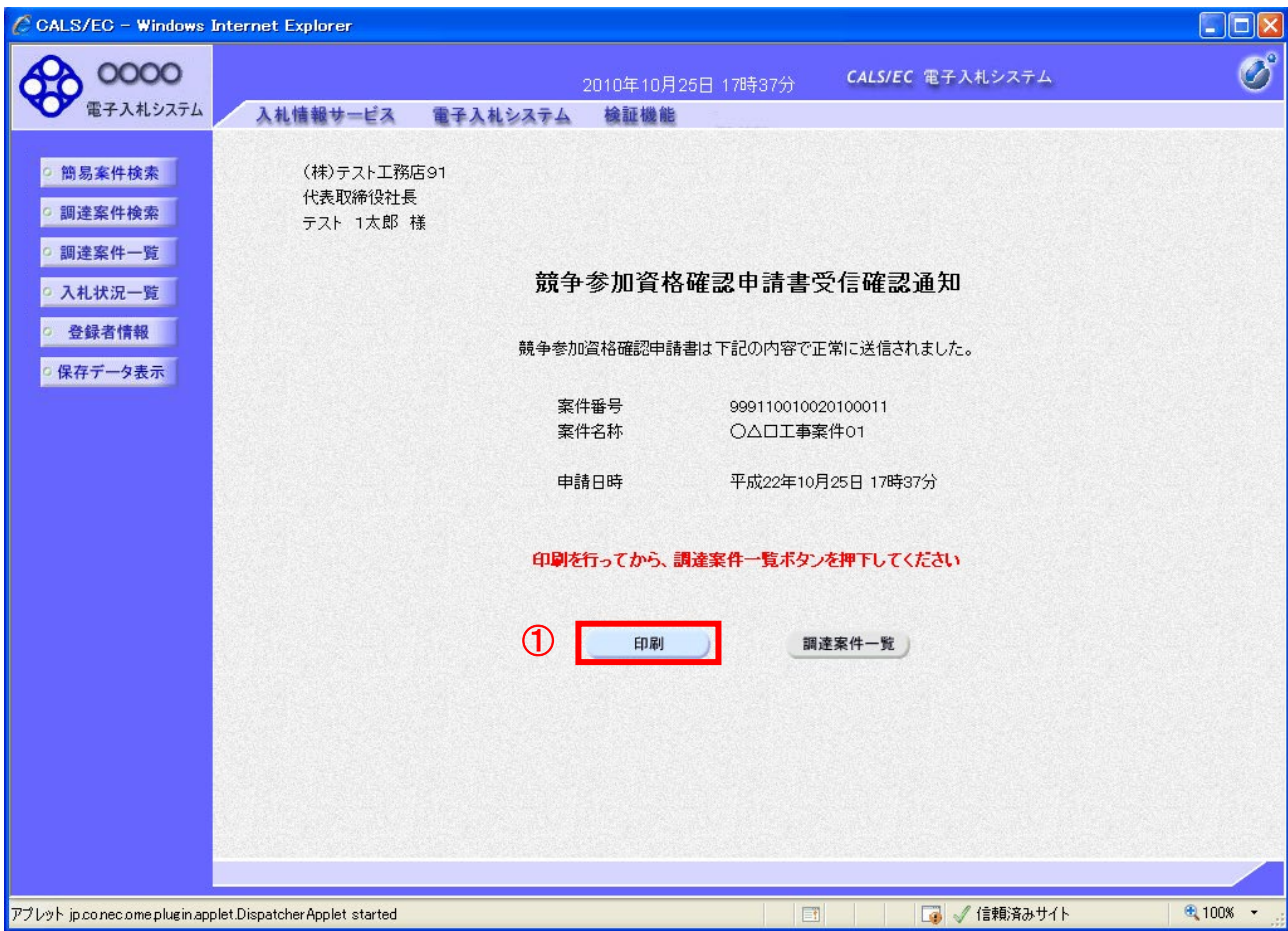 CALS/EC - Windows Internet Explorer
〇〇〇〇
電子入札システム
2010年10月25日 17時37分
CALS/EC 電子入札システム
入札情報サービス
電子入札システム
検証機能
簡易案件検索
調達案件検索
調達案件一覧
入札状況一覧
登録者情報
保存データ表示
(株)テスト工務店91
代表取締役社長
テスト 1太郎 様
競争参加資格確認申請書受信確認通知
競争参加資格確認申請書は下記の内容で正常に送信されました。
案件番号 999110010020100011
案件名称 〇△口工事案件01
申請日時 平成22年10月25日 17時37分
印刷を行ってから、調達案件一覧ボタンを押下してください
① 印刷 調達案件一覧
アプレット jp.co.nec.ome.plugin.applet.DispatcherApplet started
信頼済みサイト
100%